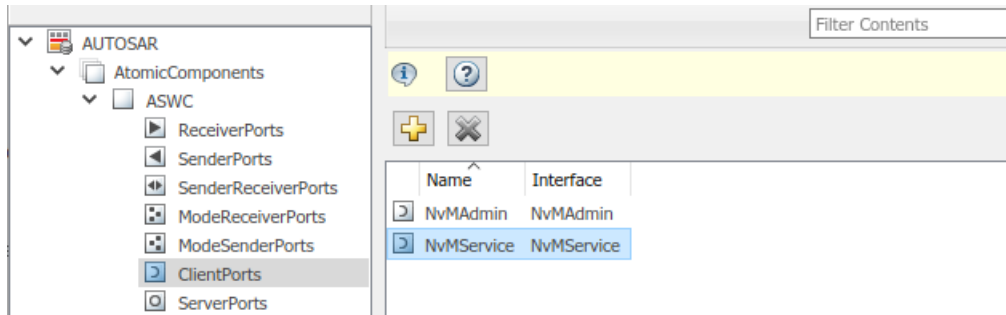 Filter Contents
AUTOSAR
AtomicComponents
ASWC
ReceiverPorts
SenderPorts
SenderReceiverPorts
ModeReceiverPorts
ModeSenderPorts
ClientPorts
ServerPorts
Name Interface
NvMAdmin NvMAdmin
NvMService NvMService